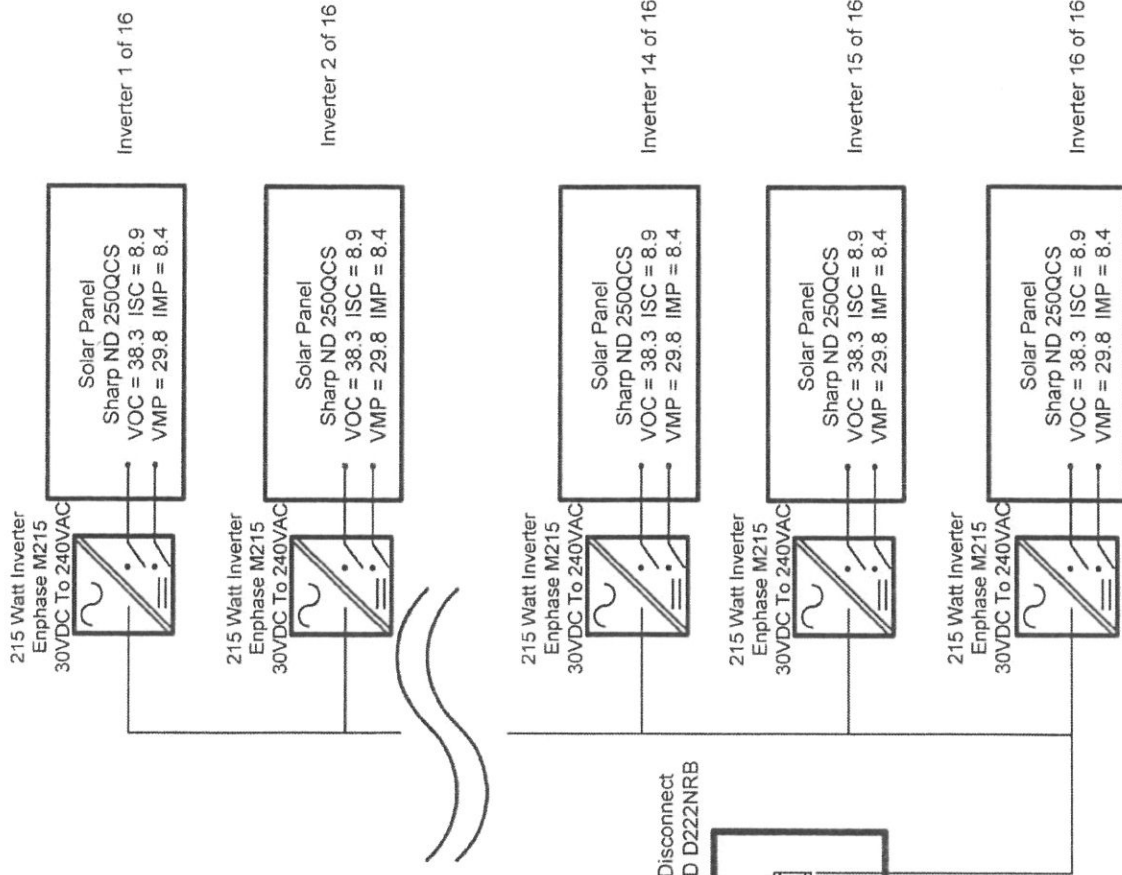 Inverter 1 of 16
Solar Panel
Sharp ND 250QCS
VOC = 38.3 ISC = 8.9
VMP = 29.8 IMP = 8.4
215 Watt Inverter
Enphase M215
30VDC To 240VAC
Inverter 2 of 16
Solar Panel
Sharp ND 250QCS
VOC = 38.3 ISC = 8.9
VMP = 29.8 IMP = 8.4
215 Watt Inverter
Enphase M215
30VDC To 240VAC
Inverter 14 of 16
Solar Panel
Sharp ND 250QCS
VOC = 38.3 ISC = 8.9
VMP = 29.8 IMP = 8.4
215 Watt Inverter
Enphase M215
30VDC To 240VAC
Inverter 15 of 16
Solar Panel
Sharp ND 250QCS
VOC = 38.3 ISC = 8.9
VMP = 29.8 IMP = 8.4
215 Watt Inverter
Enphase M215
30VDC To 240VAC
Inverter 16 of 16
Solar Panel
Sharp ND 250QCS
VOC = 38.3 ISC = 8.9
VMP = 29.8 IMP = 8.4
215 Watt Inverter
Enphase M215
30VDC To 240VAC
Disconnect
D D222NRB